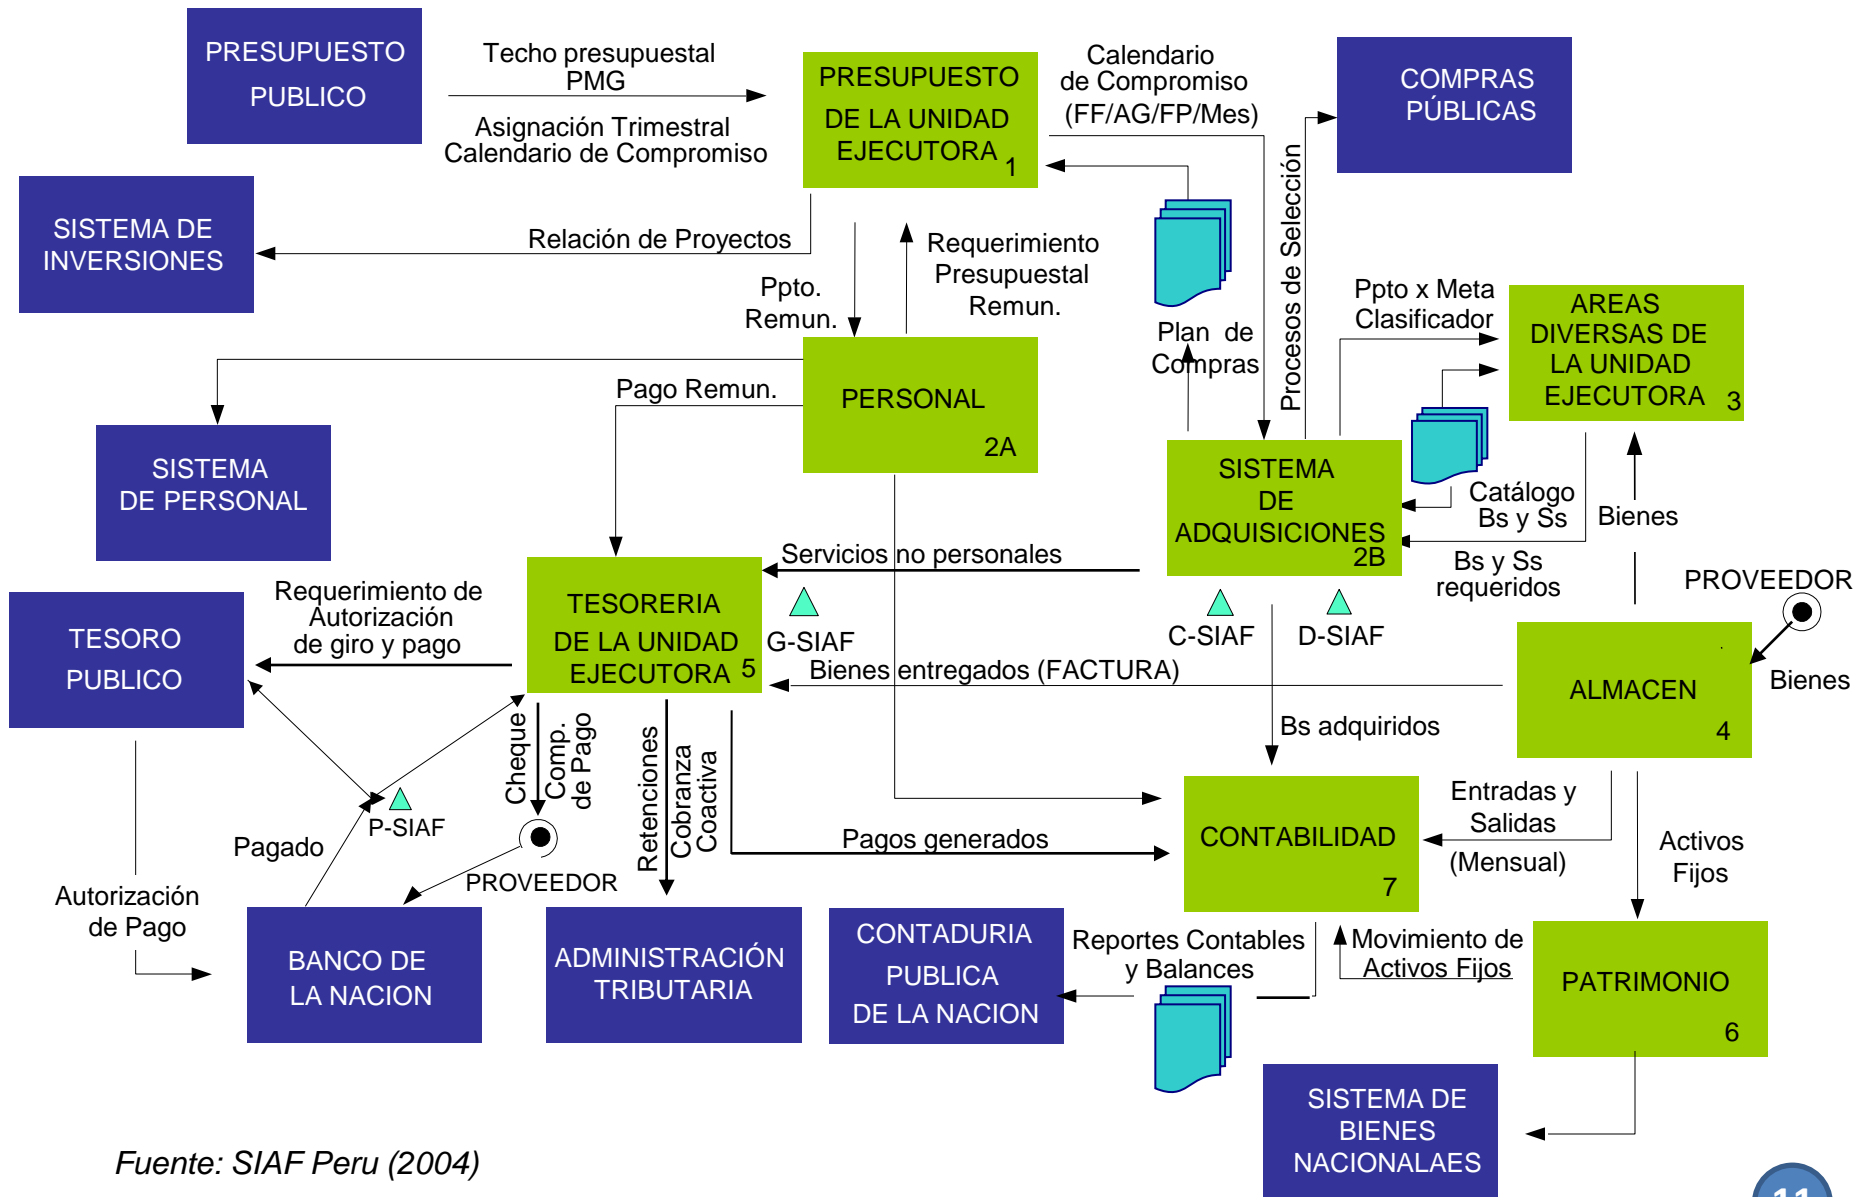 PRESUPUESTO
PUBLICO
Techo presupuestal
PMG
Asignación Trimestral
Calendario de Compromiso
PRESUPUESTO
DE LA UNIDAD
EJECUTORA
1
Calendario
de Compromiso
(FF/AG/FP/Mes)
COMPRAS
PÚBLICAS
SISTEMA DE
INVERSIONES
Relación de Proyectos
Requerimiento
Presupuestal
Remun.
Ppto.
Remun.
Plan de
Compras
Procesos de Selección
Ppto x Meta
Clasificador
AREAS
DIVERSAS DE
LA UNIDAD
EJECUTORA
3
Pago Remun.
PERSONAL
2A
SISTEMA
DE PERSONAL
SISTEMA
DE
ADQUISICIONES
2B
Catálogo
Bs y Ss
Bienes
Bs y Ss
requeridos
Servicios no personales
PROVEEDOR
Requerimiento de
Autorización
de giro y pago
TESORERIA
DE LA UNIDAD
EJECUTORA
5
G-SIAF
C-SIAF
D-SIAF
TESORO
PUBLICO
Bienes entregados (FACTURA)
ALMACEN
4
Bienes
Bs adquiridos
Cheque
Comp.
de Pago
Retenciones
Cobranza
Coactiva
P-SIAF
Pagado
PROVEEDOR
Pagos generados
CONTABILIDAD
7
Entradas y
Salidas
(Mensual)
Activos
Fijos
Autorización
de Pago
BANCO DE
LA NACION
ADMINISTRACIÓN
TRIBUTARIA
CONTADURIA
PUBLICA
DE LA NACION
Reportes Contables
y Balances
Movimiento de
Activos Fijos
PATRIMONIO
6
SISTEMA DE
BIENES
NACIONALAES
Fuente: SIAF Peru (2004)
11